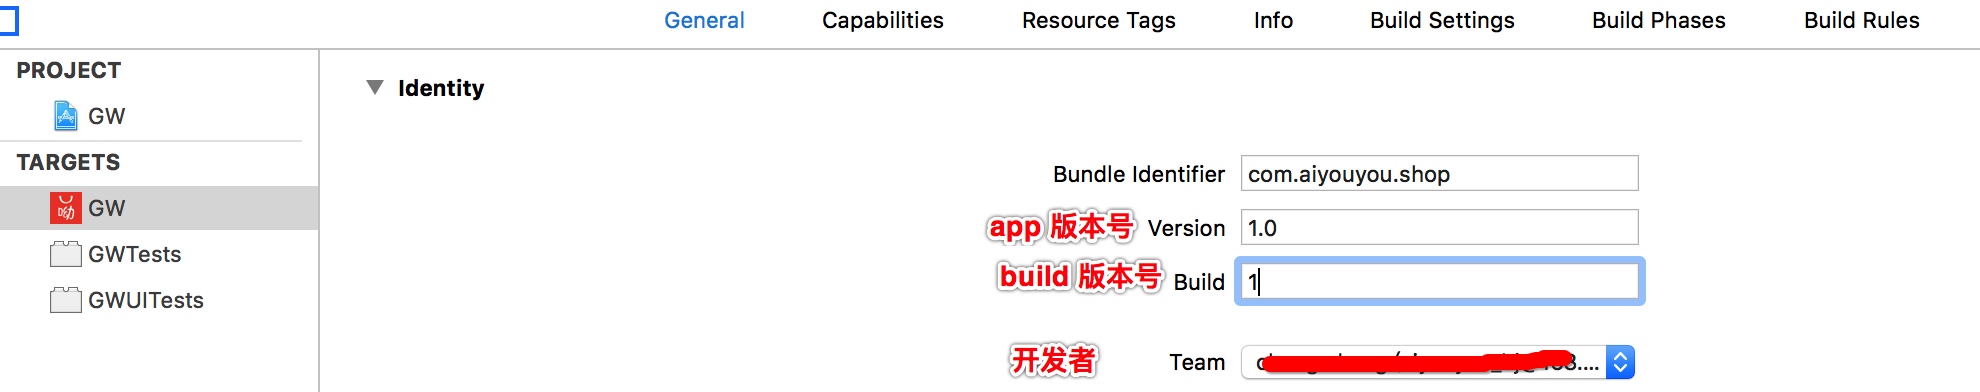 General Capabilities Resource Tags Info Build Settings Build Phases Build Rules
PROJECT
GW
TARGETS
GW
GWTests
GWUITests
Identity
Bundle Identifier com.aiyouyou.shop
app 版本号 Version 1.0
build 版本号 Build 1
开发者 Team